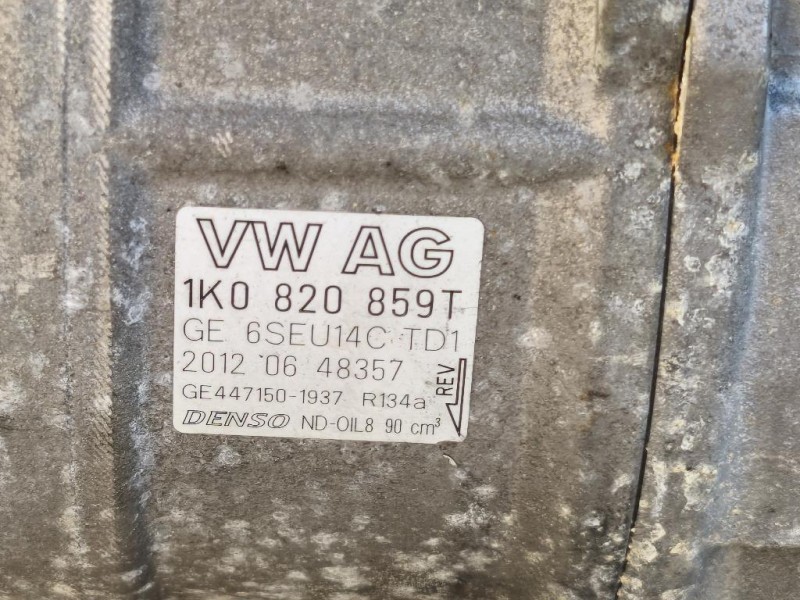 VW AG
1K0 820 859T
GE 6SEU14C TD1
2012 06 48357
GE447150-1937 R134a
REV
DENSO ND-OIL8 90 cm³